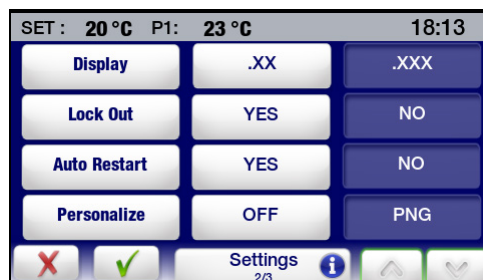 SET : 20 °C P1: 23 °C 18:13
Display .XX .XXX
Lock Out YES NO
Auto Restart YES NO
Personalize OFF PNG
Settings
2/3